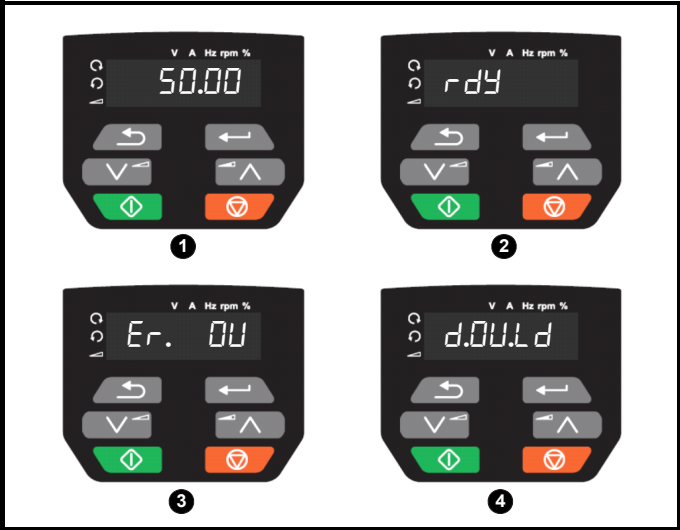 V A Hz rpm %
50.00
1
V A Hz rpm %
rdY
2
V A Hz rpm %
Er. OU
3
V A Hz rpm %
d.OU.Ld
4